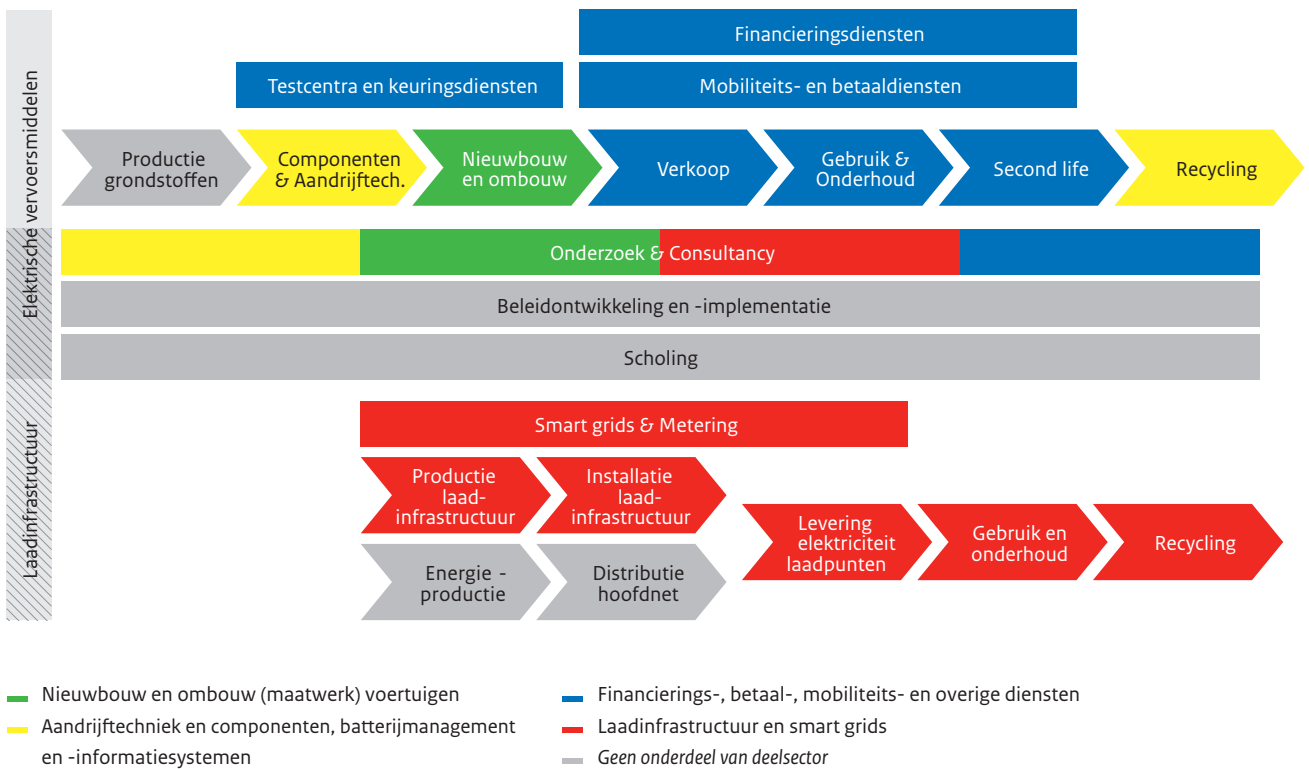 Financieringsdiensten
Testcentra en keuringsdiensten
Mobiliteits- en betaaldiensten
Elektrische vervoersmiddelen
Productie
grondstoffen
Componenten
& Aandrijftech.
Nieuwbouw
en ombouw
Verkoop
Gebruik &
Onderhoud
Second life
Recycling
Onderzoek & Consultancy
Beleidontwikkeling en -implementatie
Scholing
Laadinfrastructuur
Smart grids & Metering
Productie
laad-
infrastructuur
Installatie
laad-
infrastructuur
Energie -
productie
Distributie
hoofdnet
Levering
elektriciteit
laadpunten
Gebruik en
onderhoud
Recycling
Nieuwbouw en ombouw (maatwerk) voertuigen
Aandrijftechniek en componenten, batterijmanagement
en -informatiesystemen
Financierings-, betaal-, mobiliteits- en overige diensten
Laadinfrastructuur en smart grids
Geen onderdeel van deelsector